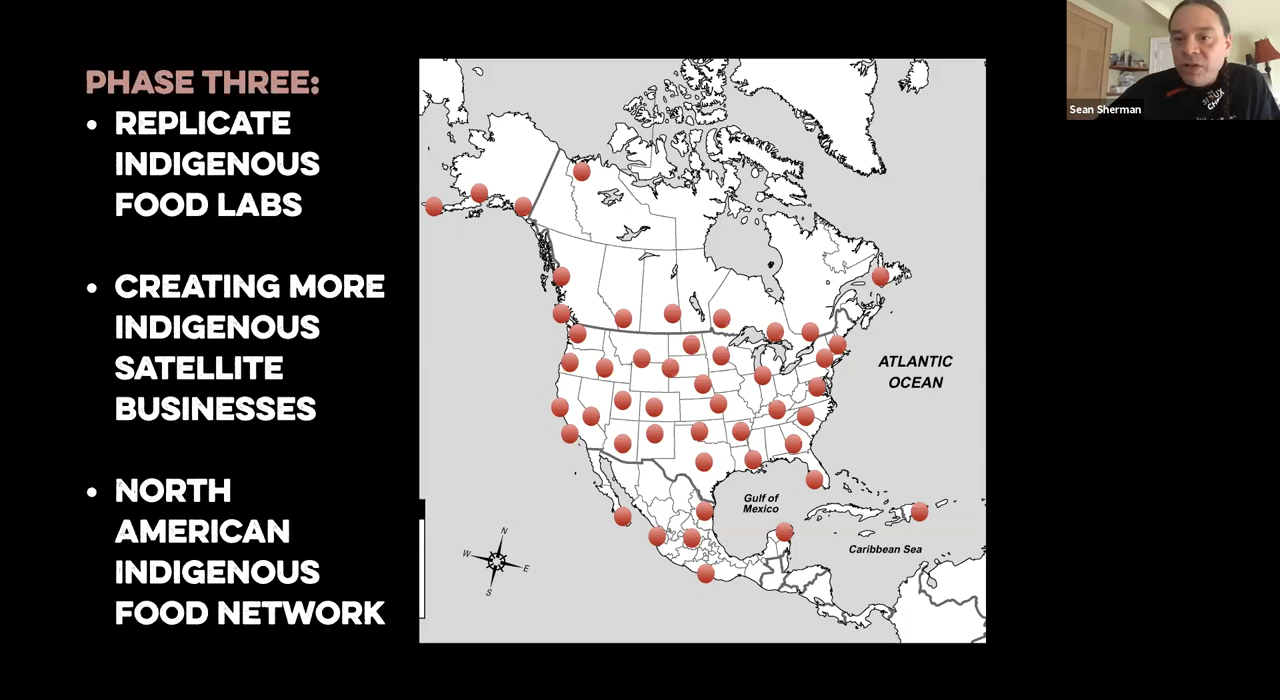 PHASE THREE:
• REPLICATE
INDIGENOUS
FOOD LABS
• CREATING MORE
INDIGENOUS
SATELLITE
BUSINESSES
• NORTH
AMERICAN
INDIGENOUS
FOOD NETWORK
ATLANTIC
OCEAN
Gulf of
Mexico
Caribbean Sea
N
W
E
S
SIOUX
Sean Sherman